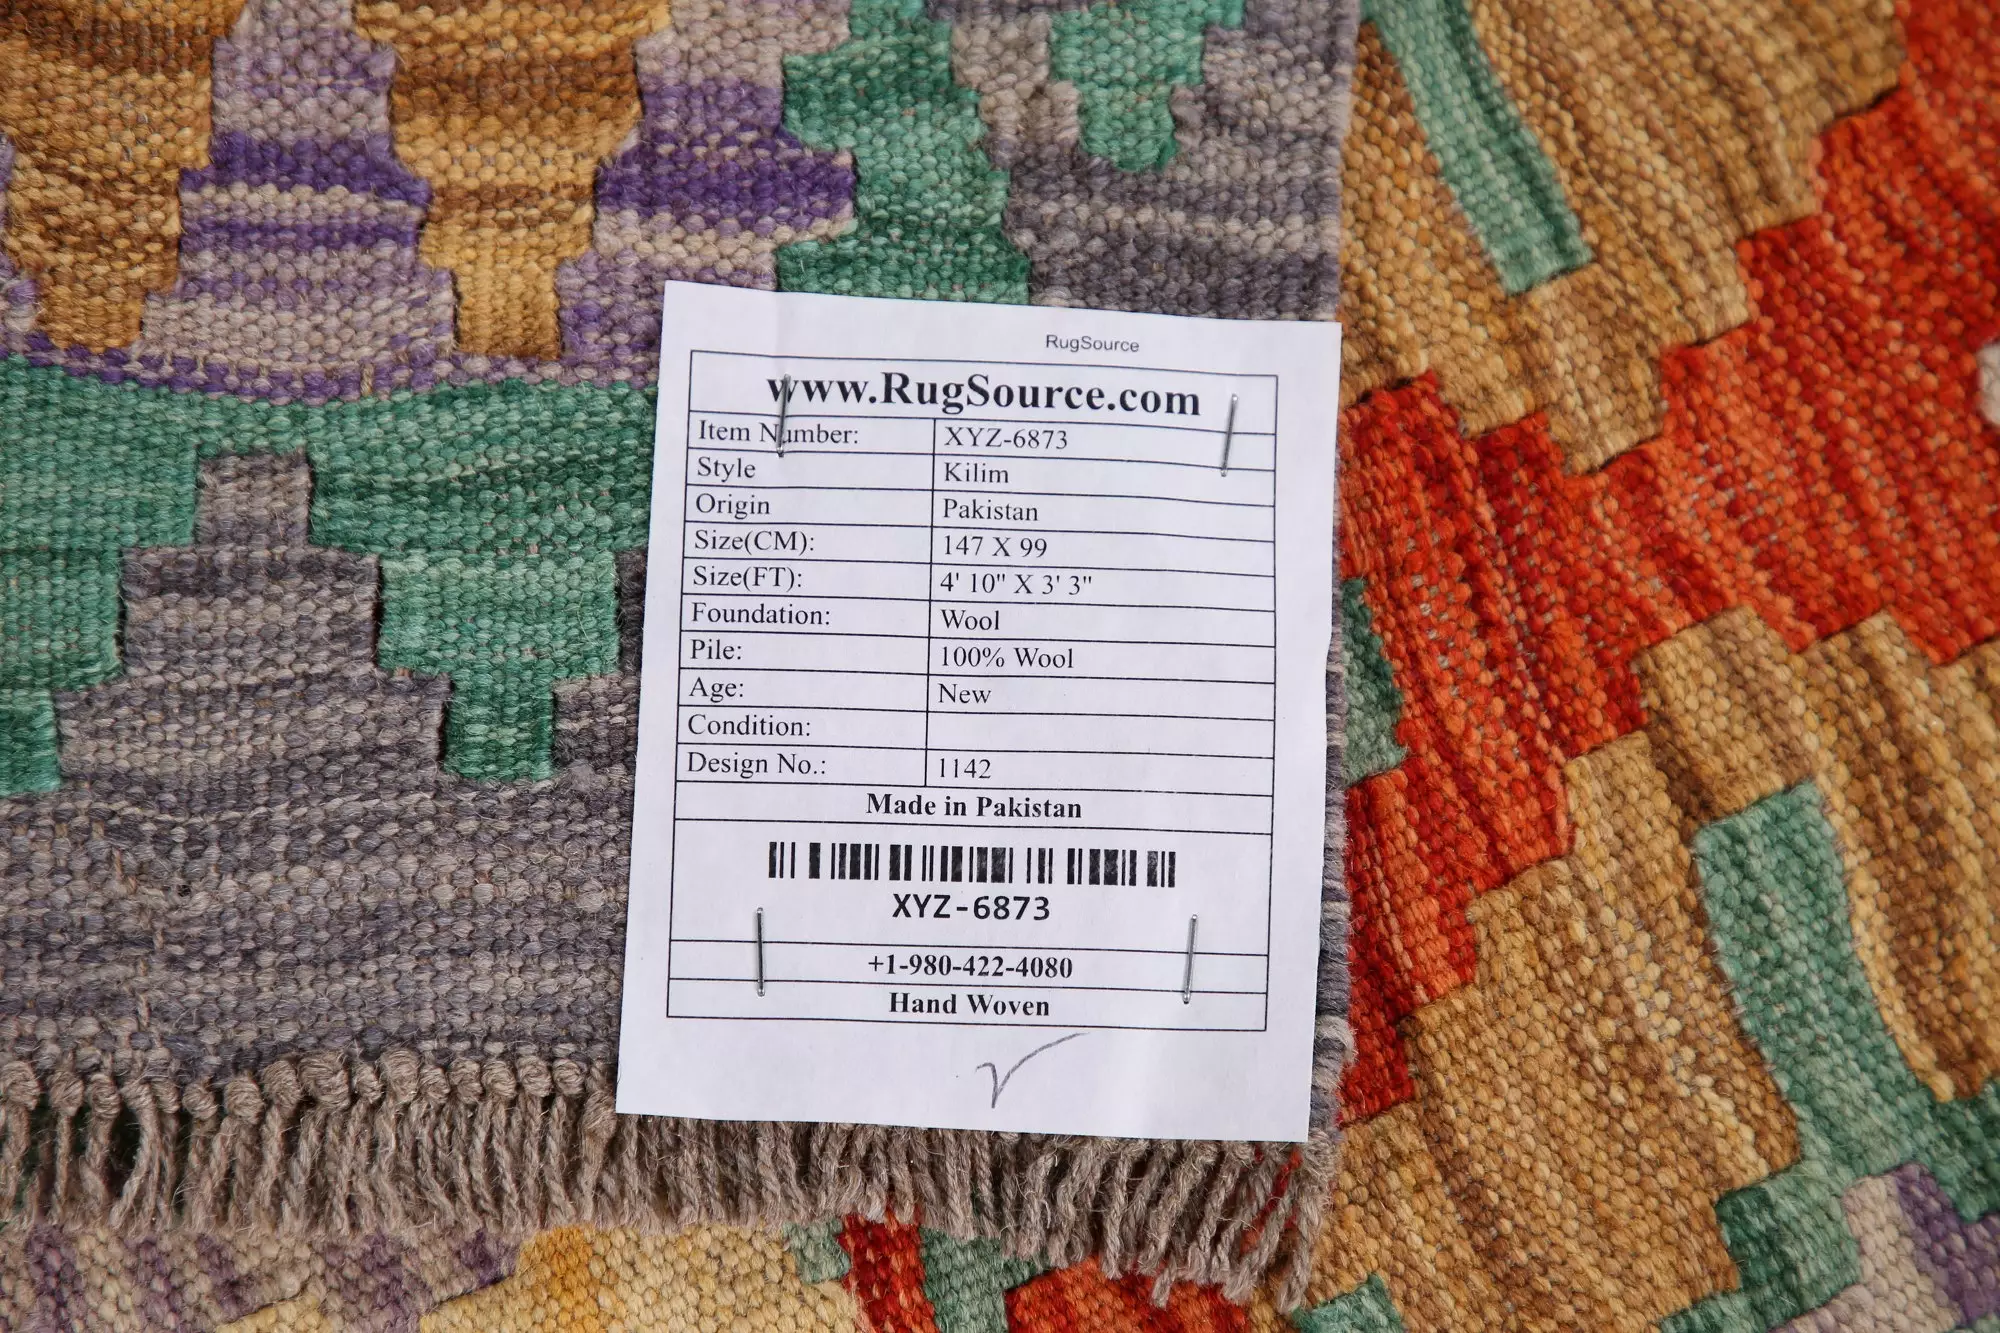 RugSource
www.RugSource.com
Item Number: XYZ-6873
Style Kilim
Origin Pakistan
Size(CM): 147 X 99
Size(FT): 4' 10" X 3' 3"
Foundation: Wool
Pile: 100% Wool
Age: New
Condition:
Design No.: 1142
Made in Pakistan
XYZ-6873
+1-980-422-4080
Hand Woven